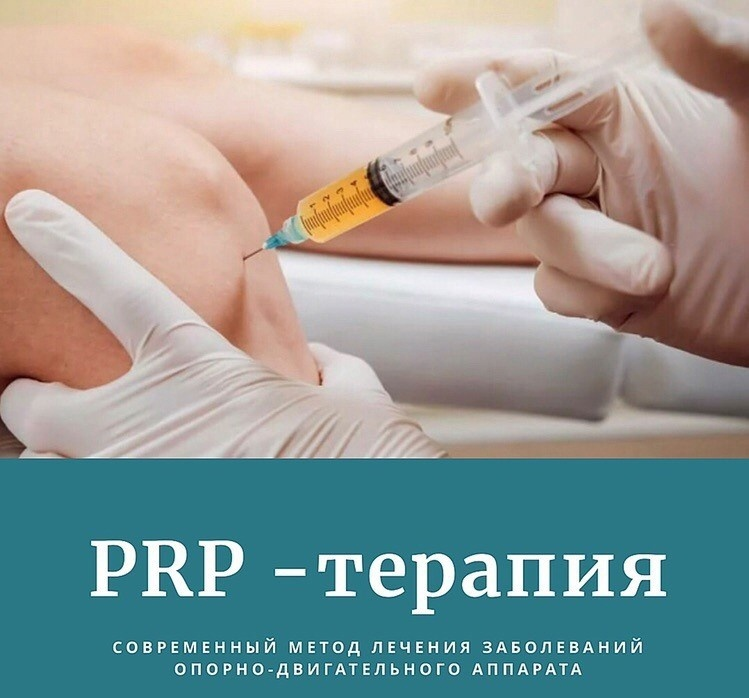 PRP -терапия
СОВРЕМЕННЫЙ МЕТОД ЛЕЧЕНИЯ ЗАБОЛЕВАНИЙ
ОПОРНО-ДВИГАТЕЛЬНОГО АППАРАТА